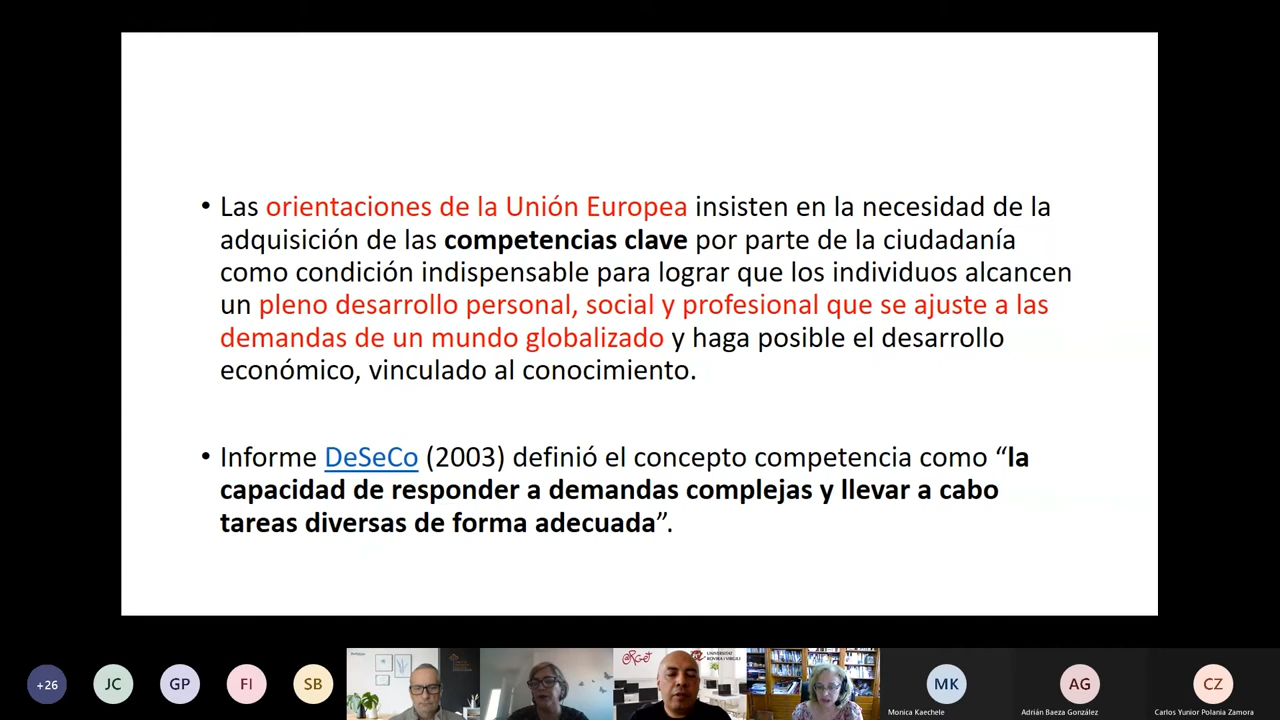 • Las orientaciones de la Unión Europea insisten en la necesidad de la
adquisición de las competencias clave por parte de la ciudadanía
como condición indispensable para lograr que los individuos alcancen
un pleno desarrollo personal, social y profesional que se ajuste a las
demandas de un mundo globalizado y haga posible el desarrollo
económico, vinculado al conocimiento.
• Informe DeSeCo (2003) definió el concepto competencia como “la
capacidad de responder a demandas complejas y llevar a cabo
tareas diversas de forma adecuada”.
+26
JC
GP
FI
SB
@RGET
UNIVERSITAT
ROVIRA I VIRGILI
MK
Monica Kaechele
AG
Adrián Baeza González
CZ
Carlos Yunior Polania Zamora